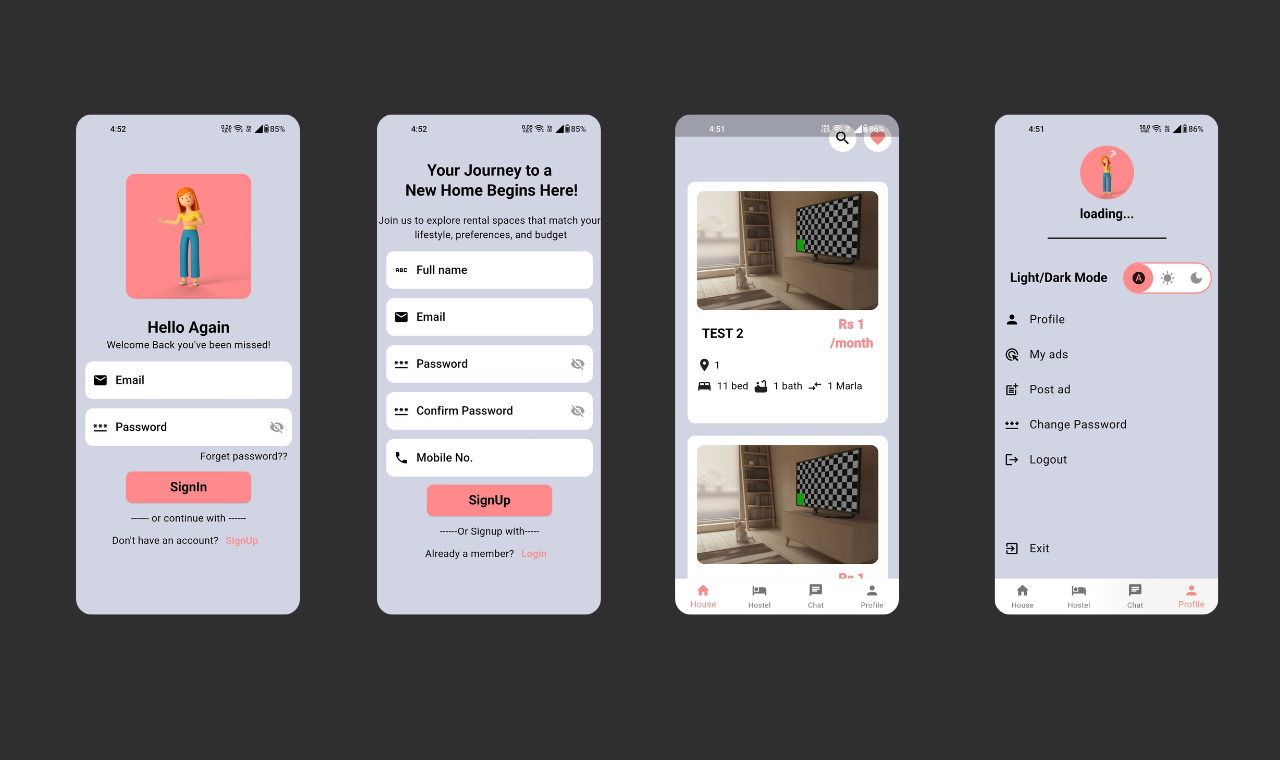 4:52
85%
Hello Again
Welcome Back you've been missed!
Email
Password
Forget password??
SignIn
------ or continue with ------
Don't have an account? SignUp
4:52
85%
Your Journey to a
New Home Begins Here!
Join us to explore rental spaces that match your
lifestyle, preferences, and budget
ABC Full name
Email
Password
Confirm Password
Mobile No.
SignUp
------Or Signup with-----
Already a member? Login
4:51
86%
TEST 2
Rs 1
/month
1
11 bed 1 bath 1 Marla
Rs 1
House Hostel Chat Profile
4:51
86%
loading...
Light/Dark Mode A
Profile
My ads
Post ad
Change Password
Logout
Exit
House Hostel Chat Profile